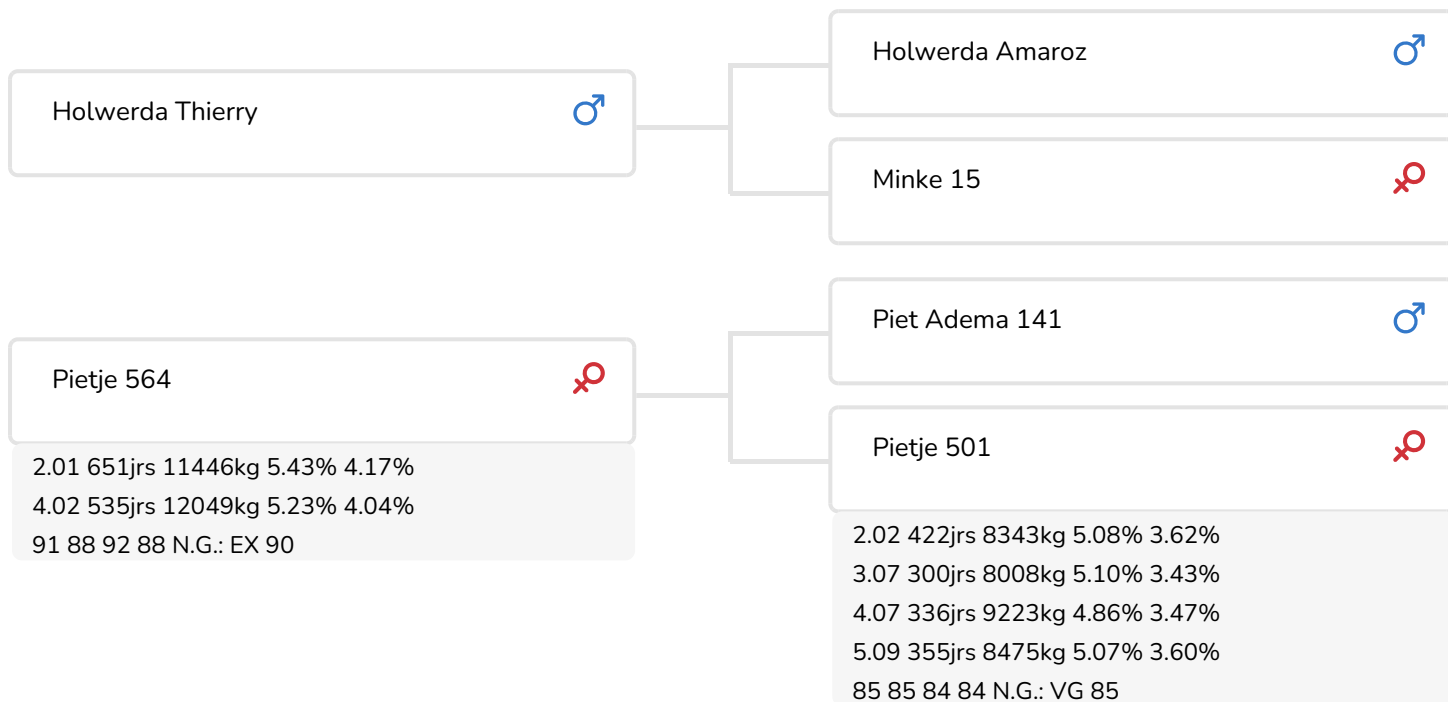 Holwerda Thierry
Holwerda Amaroz
Minke 15
Pietje 564
2.01 651jrs 11446kg 5.43% 4.17%
4.02 535jrs 12049kg 5.23% 4.04%
91 88 92 88 N.G.: EX 90
Piet Adema 141
Pietje 501
2.02 422jrs 8343kg 5.08% 3.62%
3.07 300jrs 8008kg 5.10% 3.43%
4.07 336jrs 9223kg 4.86% 3.47%
5.09 355jrs 8475kg 5.07% 3.60%
85 85 84 84 N.G.: VG 85